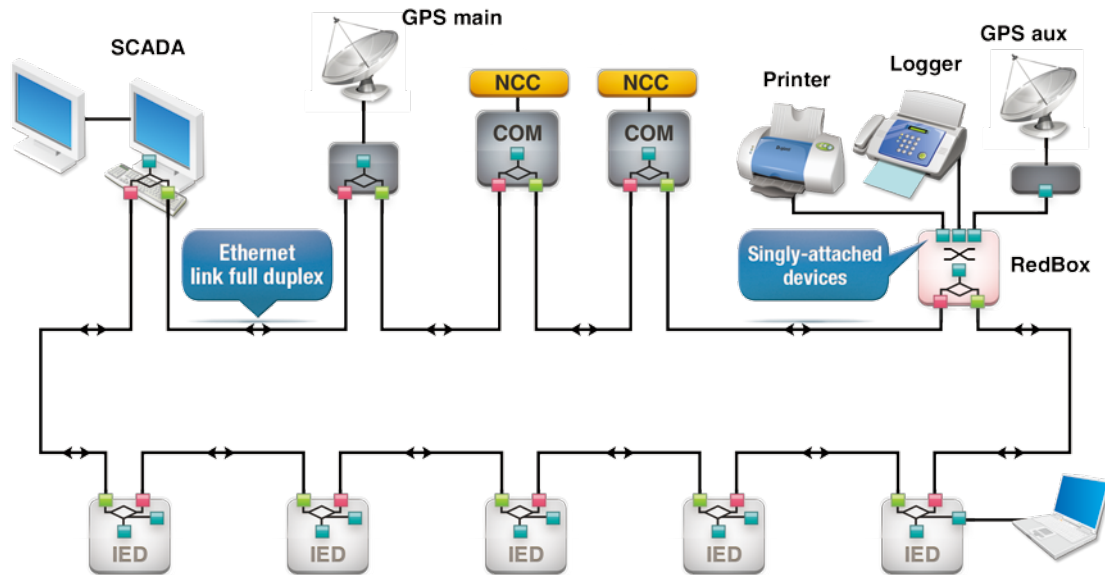 GPS main
SCADA
GPS aux
Logger
Printer
NCC
NCC
COM
COM
Ethernet
link full duplex
Singly-attached
devices
RedBox
IED
IED
IED
IED
IED